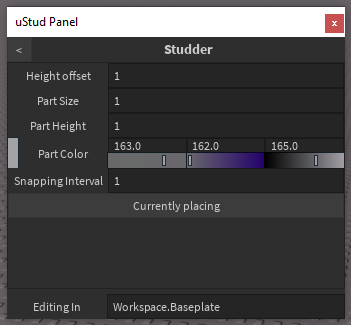 uStud Panel x
< Studder
Height offset 1
Part Size 1
Part Height 1
Part Color 163.0 162.0 165.0
Snapping Interval 1
Currently placing
Editing In Workspace.Baseplate